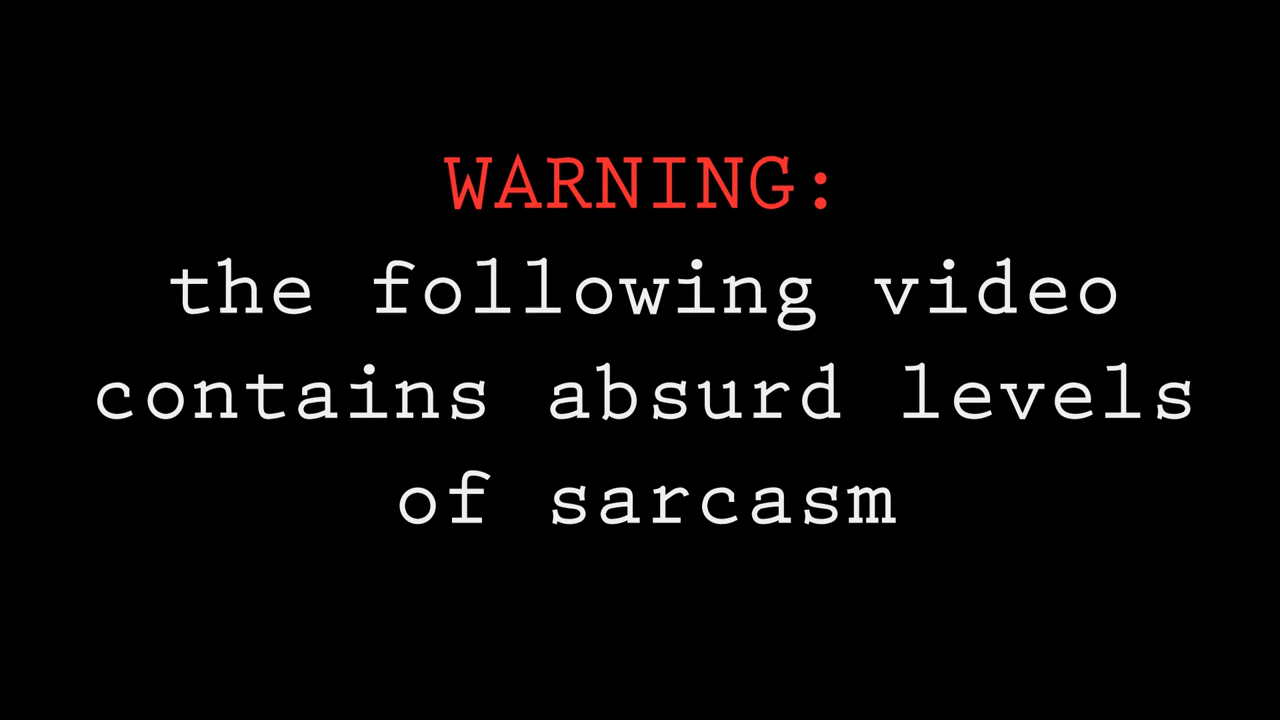 WARNING:
the following video
contains absurd levels
of sarcasm